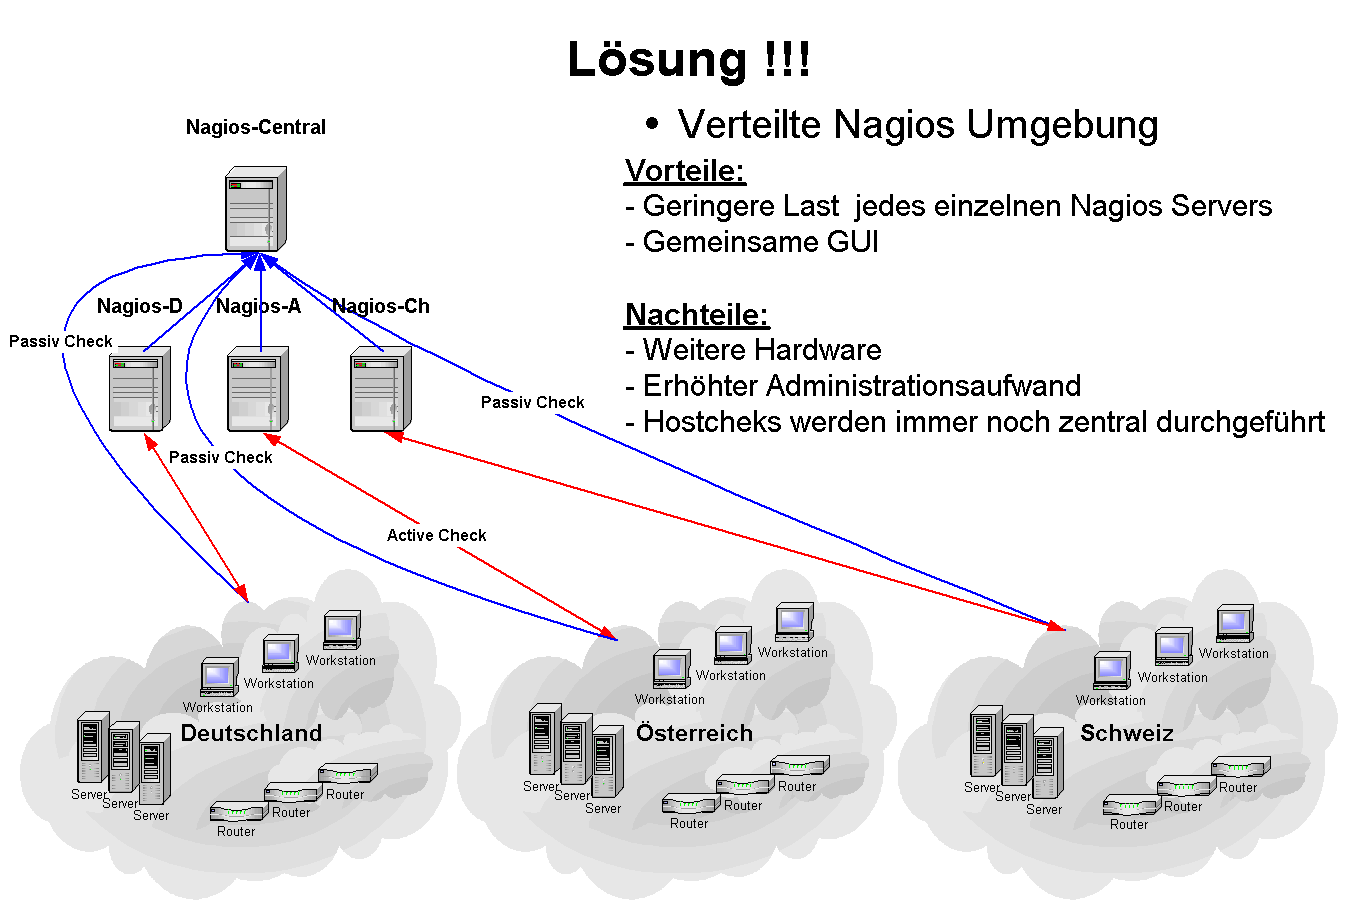 Lösung !!!
• Verteilte Nagios Umgebung
Vorteile:
- Geringere Last  jedes einzelnen Nagios Servers
- Gemeinsame GUI
Nachteile:
- Weitere Hardware
- Erhöhter Administrationsaufwand
- Hostcheks werden immer noch zentral durchgeführt
Nagios-Central
Nagios-D
Nagios-A
Nagios-Ch
Passiv Check
Passiv Check
Passiv Check
Active Check
Workstation
Workstation
Workstation
Deutschland
Server
Server
Server
Router
Router
Router
Workstation
Workstation
Workstation
Österreich
Server
Server
Server
Router
Router
Router
Workstation
Workstation
Workstation
Schweiz
Server
Server
Server
Router
Router
Router